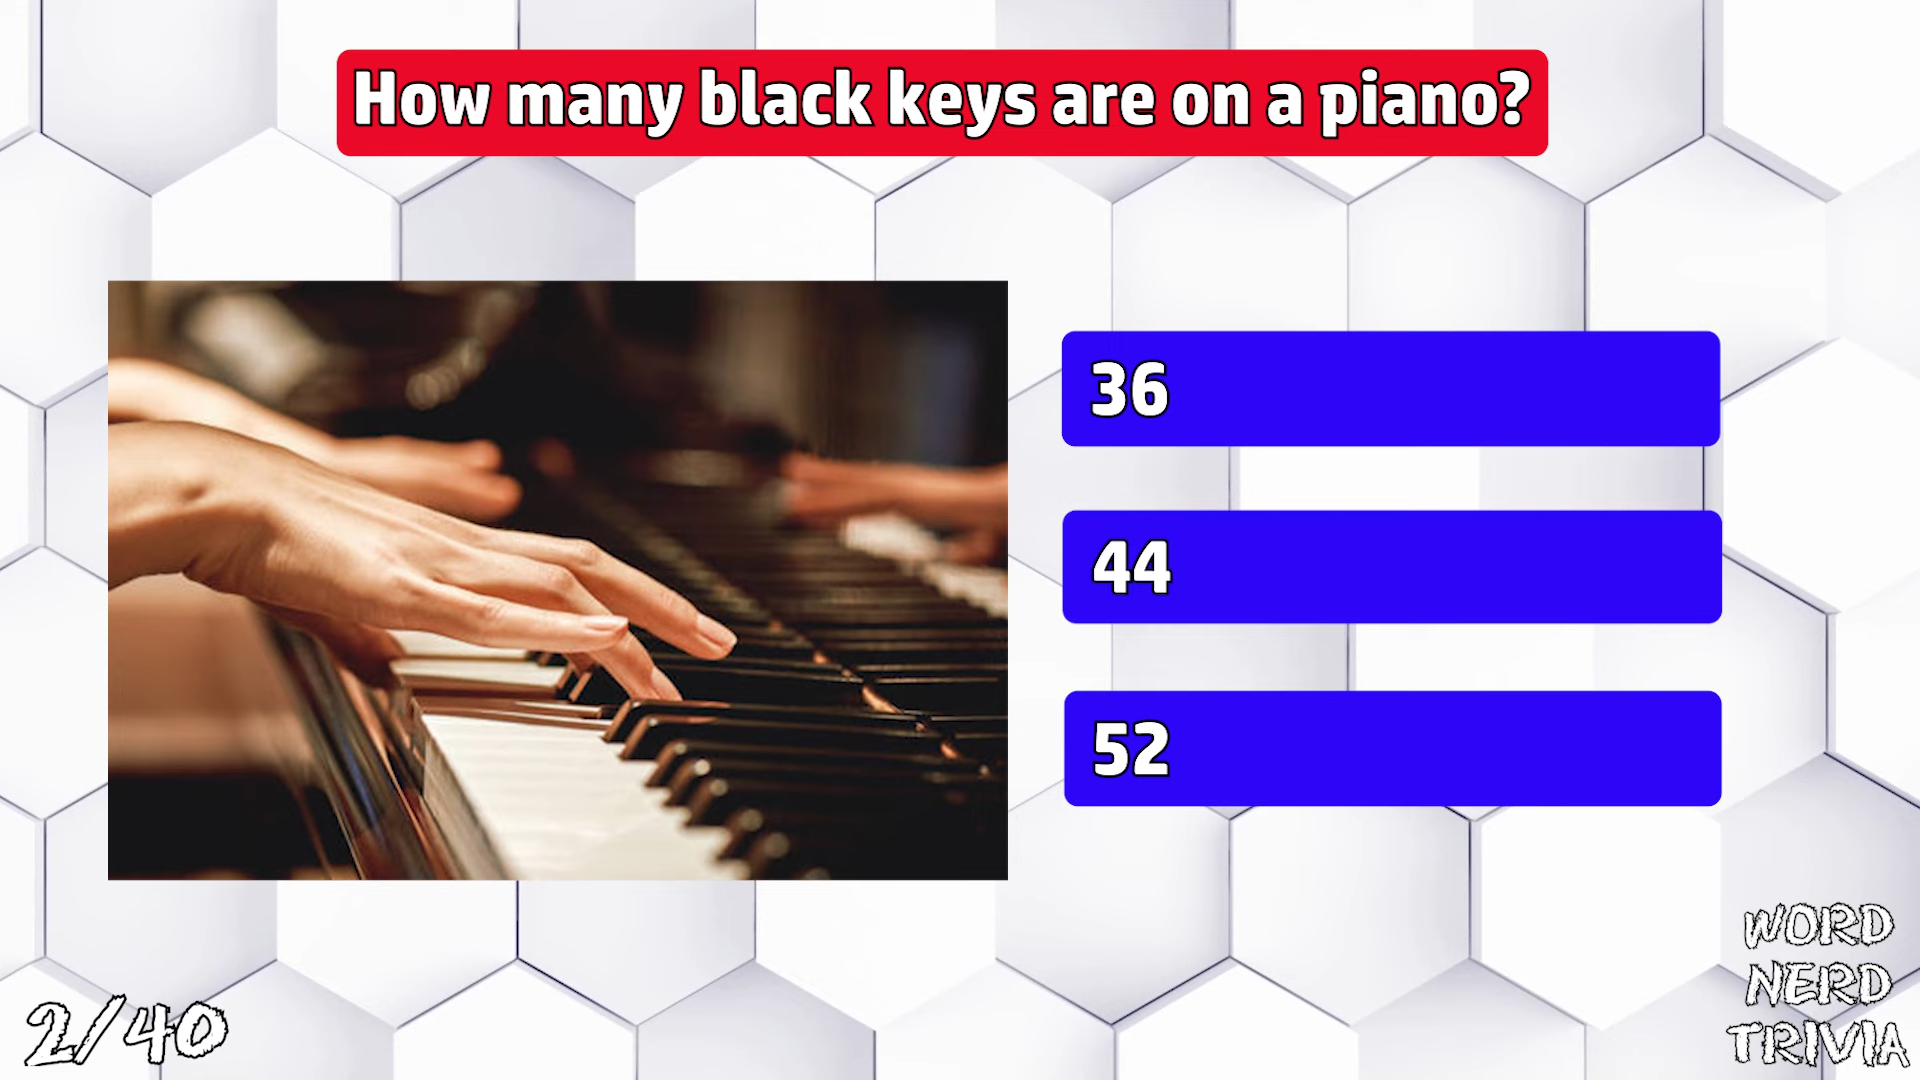 How many black keys are on a piano?
36
44
52
2/40
WORD
NERD
TRIVIA